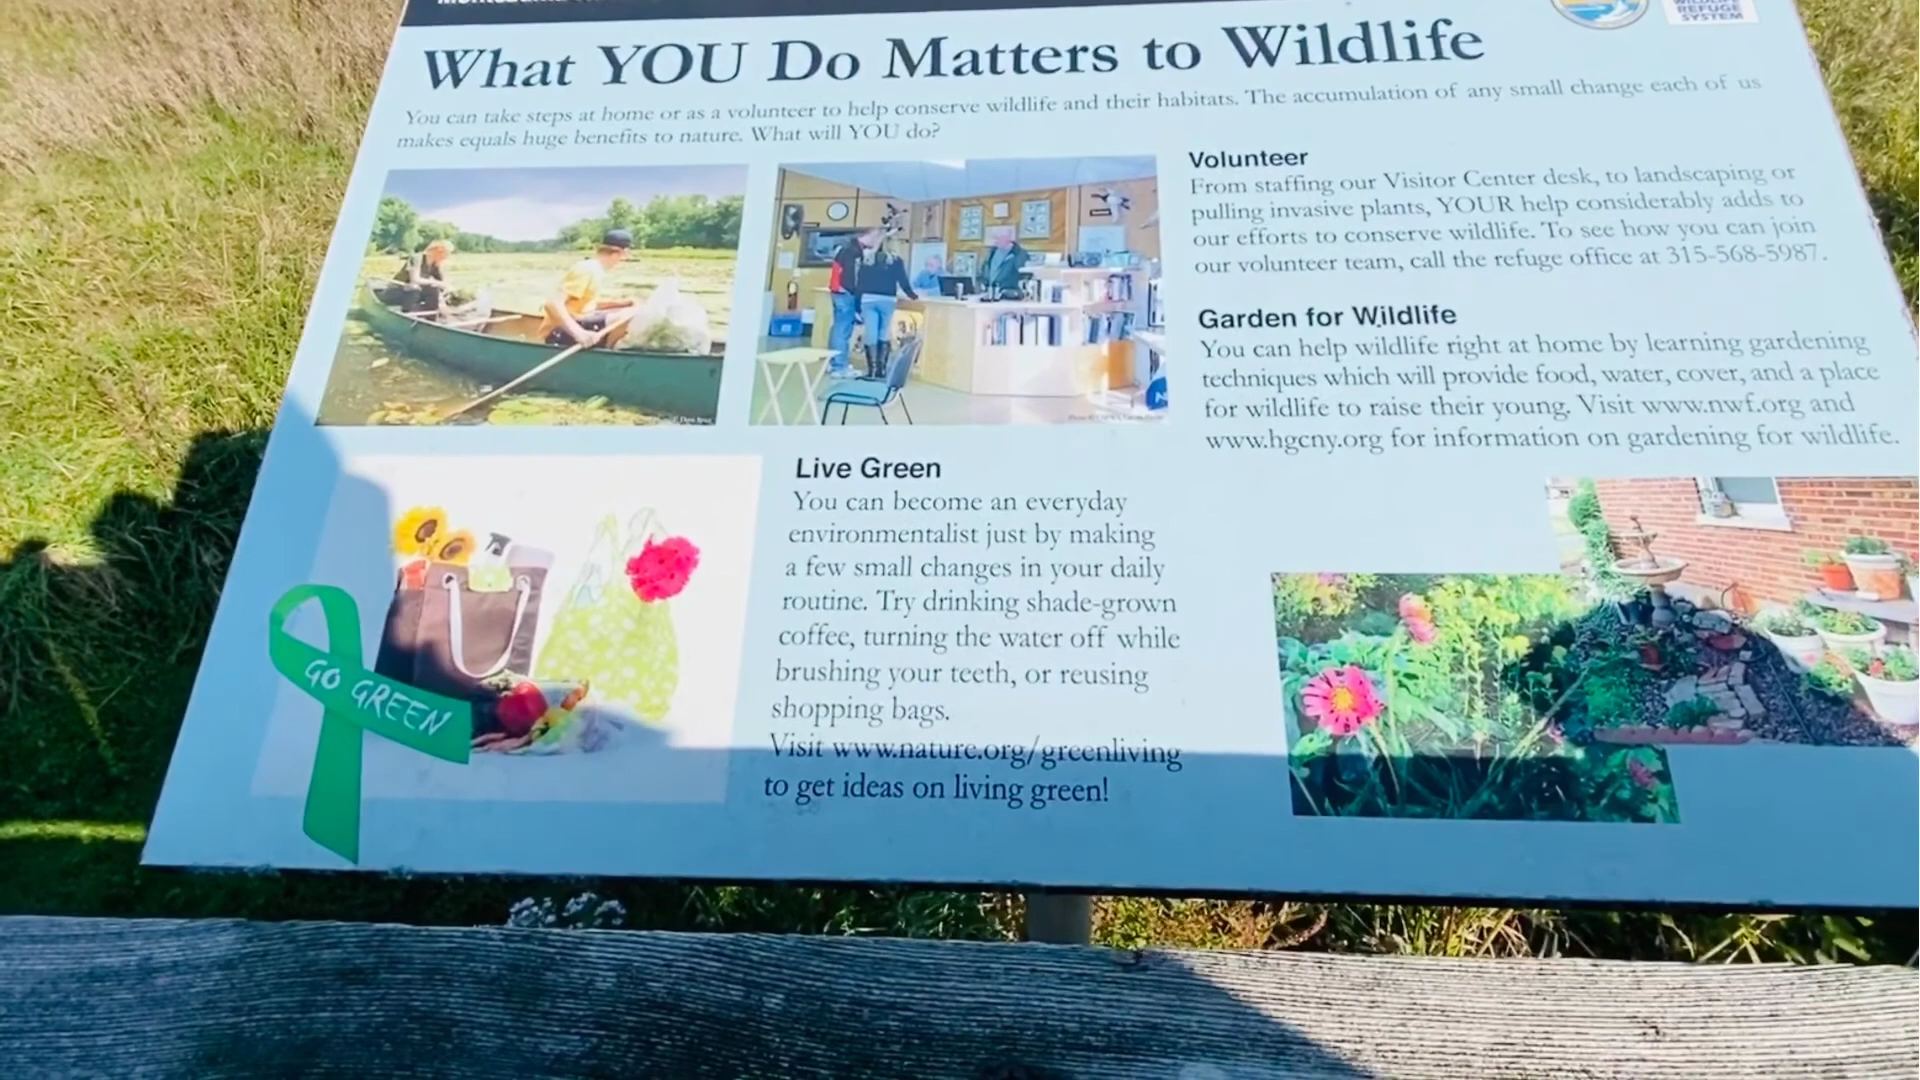 REFUGE
SYSTEM
What YOU Do Matters to Wildlife
You can take steps at home or as a volunteer to help conserve wildlife and their habitats. The accumulation of any small change each of us
makes equals huge benefits to nature. What will YOU do?
Volunteer
From staffing our Visitor Center desk, to landscaping or
pulling invasive plants, YOUR help considerably adds to
our efforts to conserve wildlife. To see how you can join
our volunteer team, call the refuge office at 315-568-5987.
Garden for Wildlife
You can help wildlife right at home by learning gardening
techniques which will provide food, water, cover, and a place
for wildlife to raise their young. Visit www.nwf.org and
www.hgcny.org for information on gardening for wildlife.
Live Green
You can become an everyday
environmentalist just by making
a few small changes in your daily
routine. Try drinking shade-grown
coffee, turning the water off while
brushing your teeth, or reusing
shopping bags.
Visit www.nature.org/greenliving
to get ideas on living green!
GO GREEN